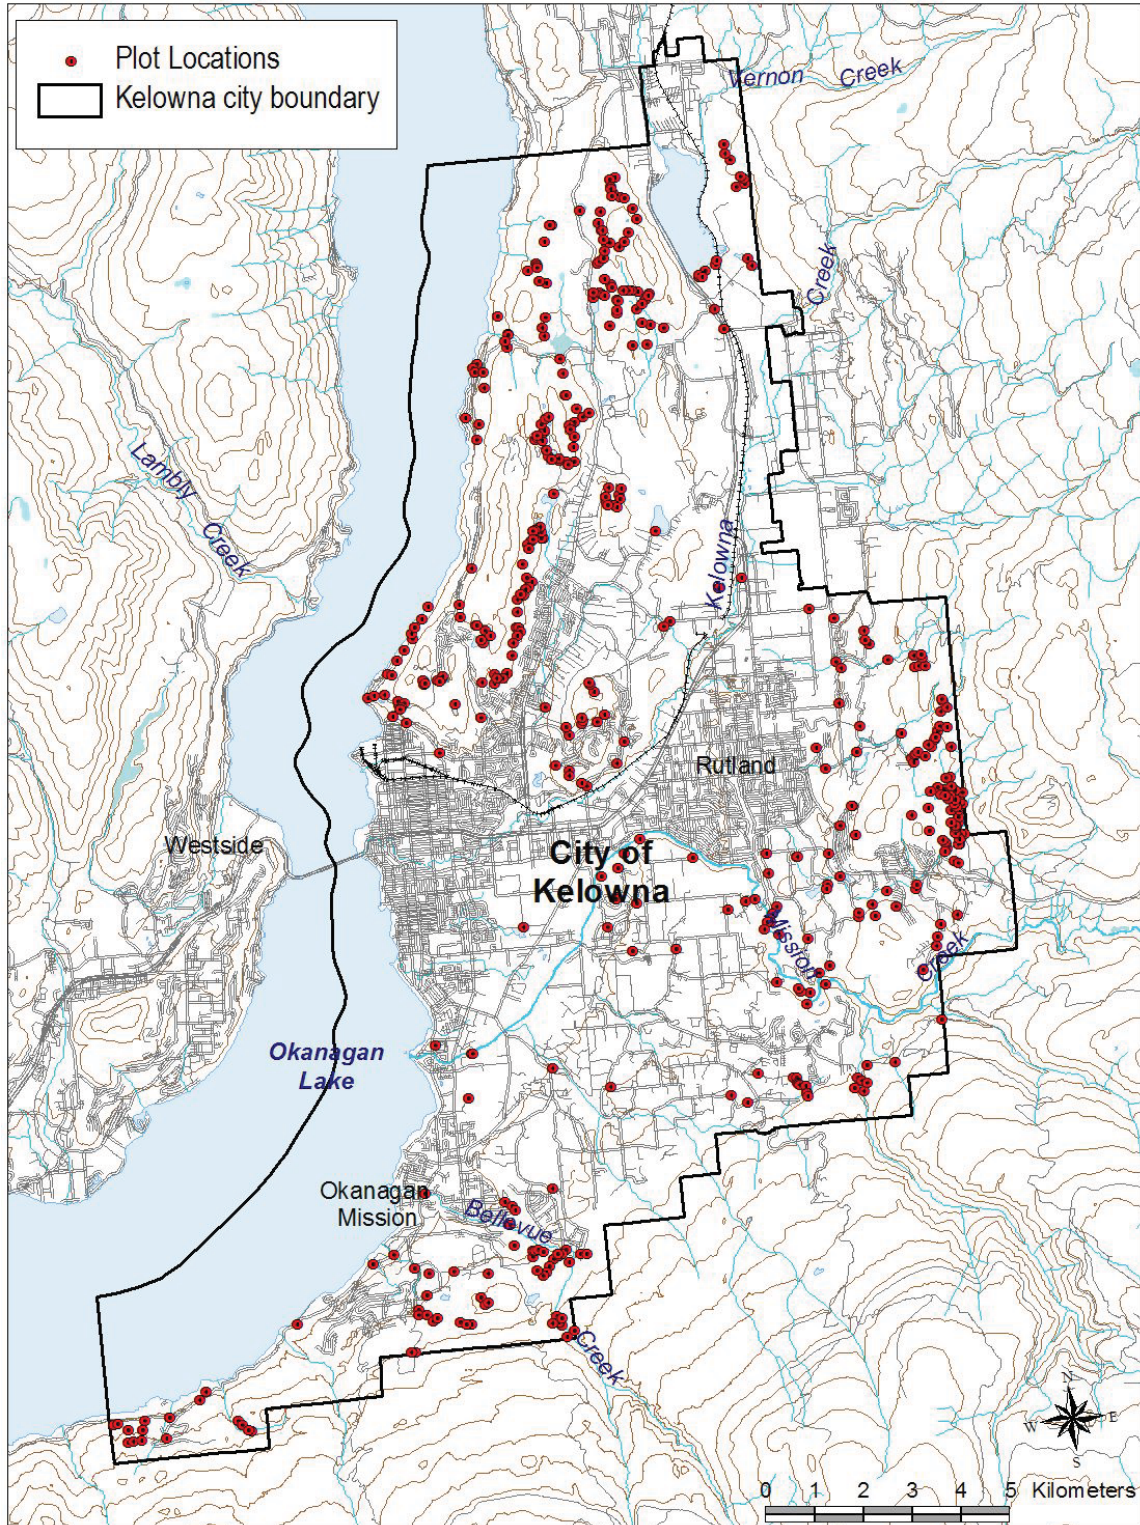 Plot Locations
Kelowna city boundary
Vernon Creek
Creek
Lambly
Creek
Kelowna
Rutland
Westside
City of
Kelowna
Mission
Creek
Okanagan
Lake
Okanagan
Mission
Bellevue
Creek
N
W E
S
0 1 2 3 4 5 Kilometers